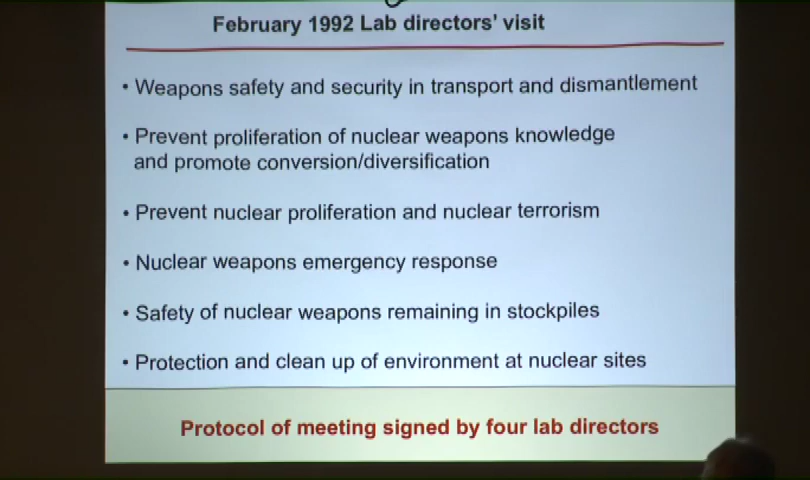 February 1992 Lab directors' visit
• Weapons safety and security in transport and dismantlement
• Prevent proliferation of nuclear weapons knowledge
and promote conversion/diversification
• Prevent nuclear proliferation and nuclear terrorism
• Nuclear weapons emergency response
• Safety of nuclear weapons remaining in stockpiles
• Protection and clean up of environment at nuclear sites
Protocol of meeting signed by four lab directors